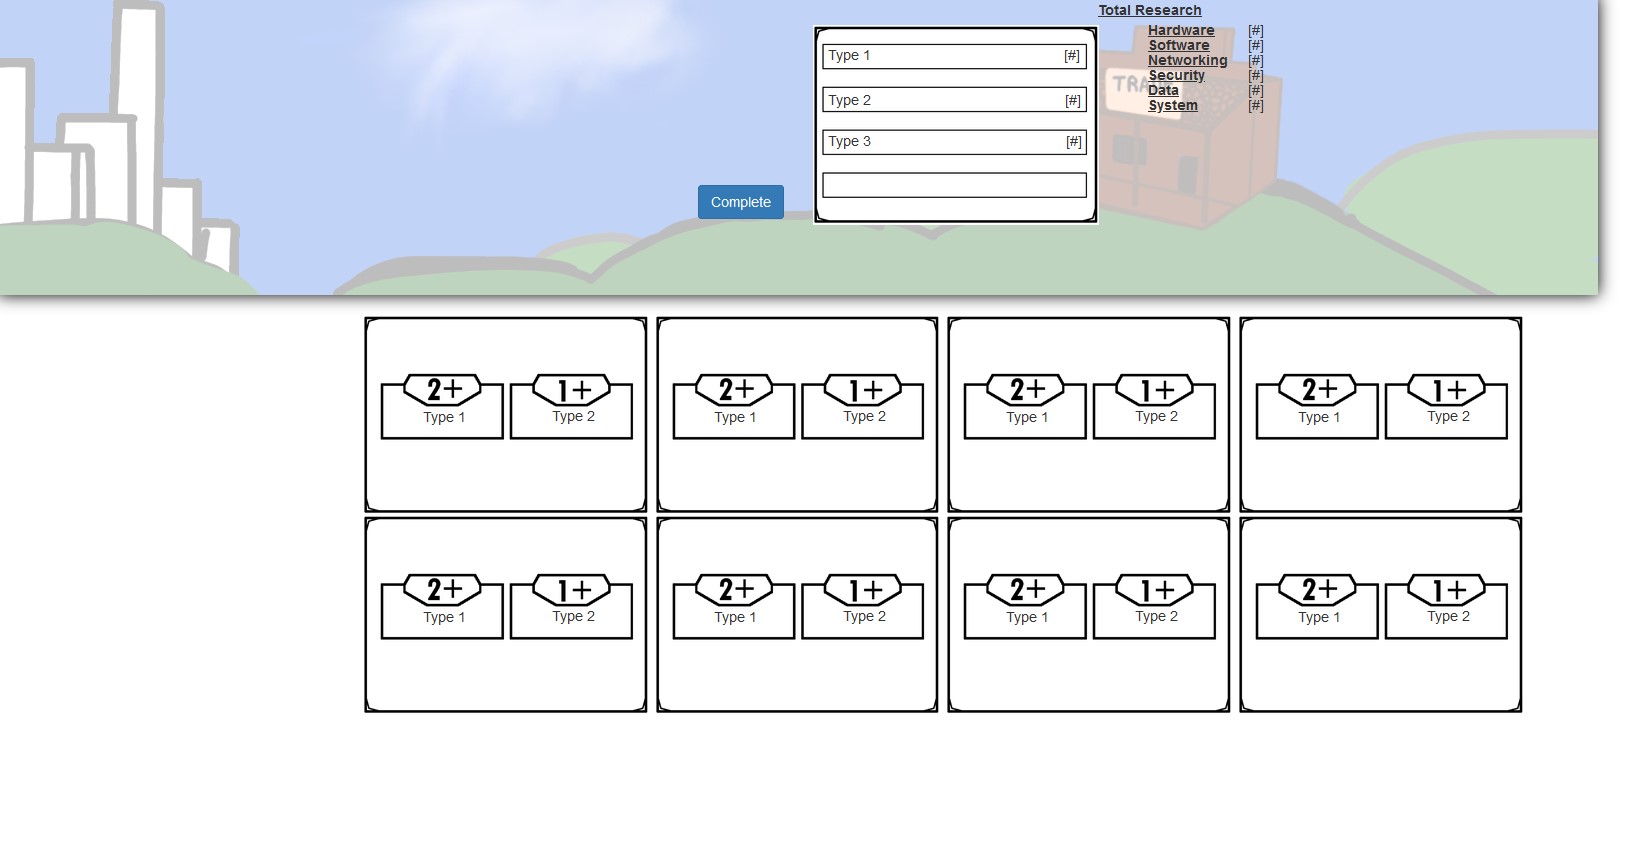 Total Research
Hardware [#]
Software [#]
Networking [#]
Security [#]
Data [#]
System [#]
Type 1 [#]
Type 2 [#]
Type 3 [#]
Complete
2+ 1+ 2+ 1+ 2+ 1+ 2+ 1+
Type 1 Type 2 Type 1 Type 2 Type 1 Type 2 Type 1 Type 2
2+ 1+ 2+ 1+ 2+ 1+ 2+ 1+
Type 1 Type 2 Type 1 Type 2 Type 1 Type 2 Type 1 Type 2